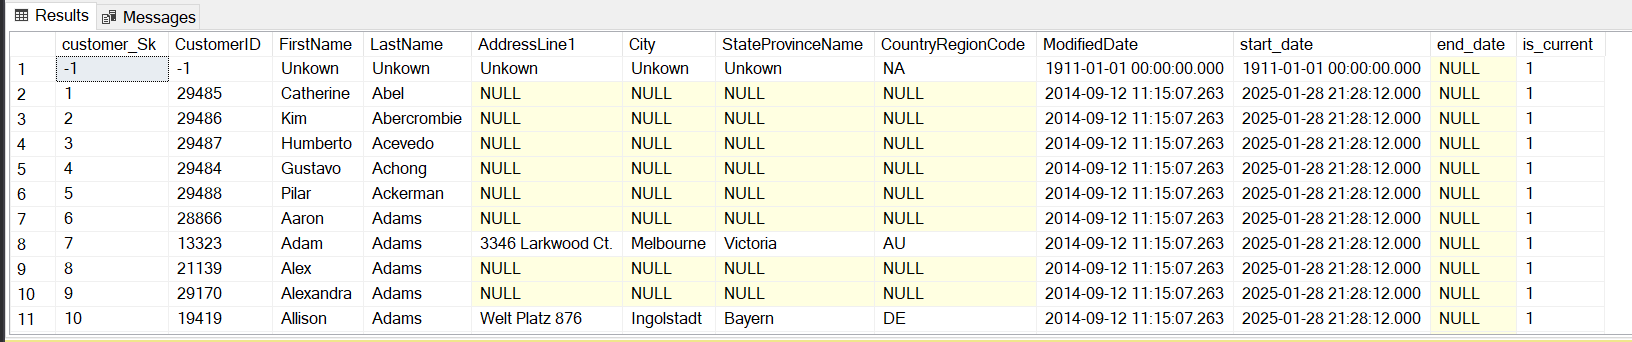 Results Messages
customer_Sk CustomerID FirstName LastName AddressLine1 City StateProvinceName CountryRegionCode ModifiedDate start_date end_date is_current
1 -1 -1 Unkown Unkown Unkown Unkown Unkown NA 1911-01-01 00:00:00.000 1911-01-01 00:00:00.000 NULL 1
2 1 29485 Catherine Abel NULL NULL NULL NULL 2014-09-12 11:15:07.263 2025-01-28 21:28:12.000 NULL 1
3 2 29486 Kim Abercrombie NULL NULL NULL NULL 2014-09-12 11:15:07.263 2025-01-28 21:28:12.000 NULL 1
4 3 29487 Humberto Acevedo NULL NULL NULL NULL 2014-09-12 11:15:07.263 2025-01-28 21:28:12.000 NULL 1
5 4 29484 Gustavo Achong NULL NULL NULL NULL 2014-09-12 11:15:07.263 2025-01-28 21:28:12.000 NULL 1
6 5 29488 Pilar Ackerman NULL NULL NULL NULL 2014-09-12 11:15:07.263 2025-01-28 21:28:12.000 NULL 1
7 6 28866 Aaron Adams NULL NULL NULL NULL 2014-09-12 11:15:07.263 2025-01-28 21:28:12.000 NULL 1
8 7 13323 Adam Adams 3346 Larkwood Ct. Melbourne Victoria AU 2014-09-12 11:15:07.263 2025-01-28 21:28:12.000 NULL 1
9 8 21139 Alex Adams NULL NULL NULL NULL 2014-09-12 11:15:07.263 2025-01-28 21:28:12.000 NULL 1
10 9 29170 Alexandra Adams NULL NULL NULL NULL 2014-09-12 11:15:07.263 2025-01-28 21:28:12.000 NULL 1
11 10 19419 Allison Adams Welt Platz 876 Ingolstadt Bayern DE 2014-09-12 11:15:07.263 2025-01-28 21:28:12.000 NULL 1